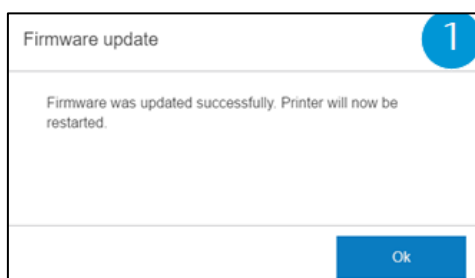 Firmware update
1
Firmware was updated successfully. Printer will now be
restarted.
Ok